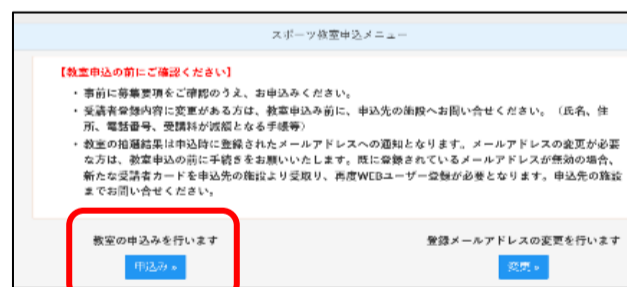 スポーツ教室申込メニュー
【教室申込の前にご確認ください】
・ 事前に募集要項をご確認のうえ、お申込みください。
・ 受講者登録内容に変更がある方は、教室申込み前に、申込先の施設へお問い合せください。（氏名、住
所、電話番号、受講料が減額となる手帳等）
・ 教室の抽選結果は申込時に登録されたメールアドレスへの通知となります。メールアドレスの変更が必要
な方は、教室申込の前に手続きをお願いいたします。既に登録されているメールアドレスが無効の場合、
新たな受講者カードを申込先の施設より受取り、再度WEBユーザー登録が必要となります。申込先の施設
までお問い合せください。
教室の申込みを行います
登録メールアドレスの変更を行います
申込み »
変更 »